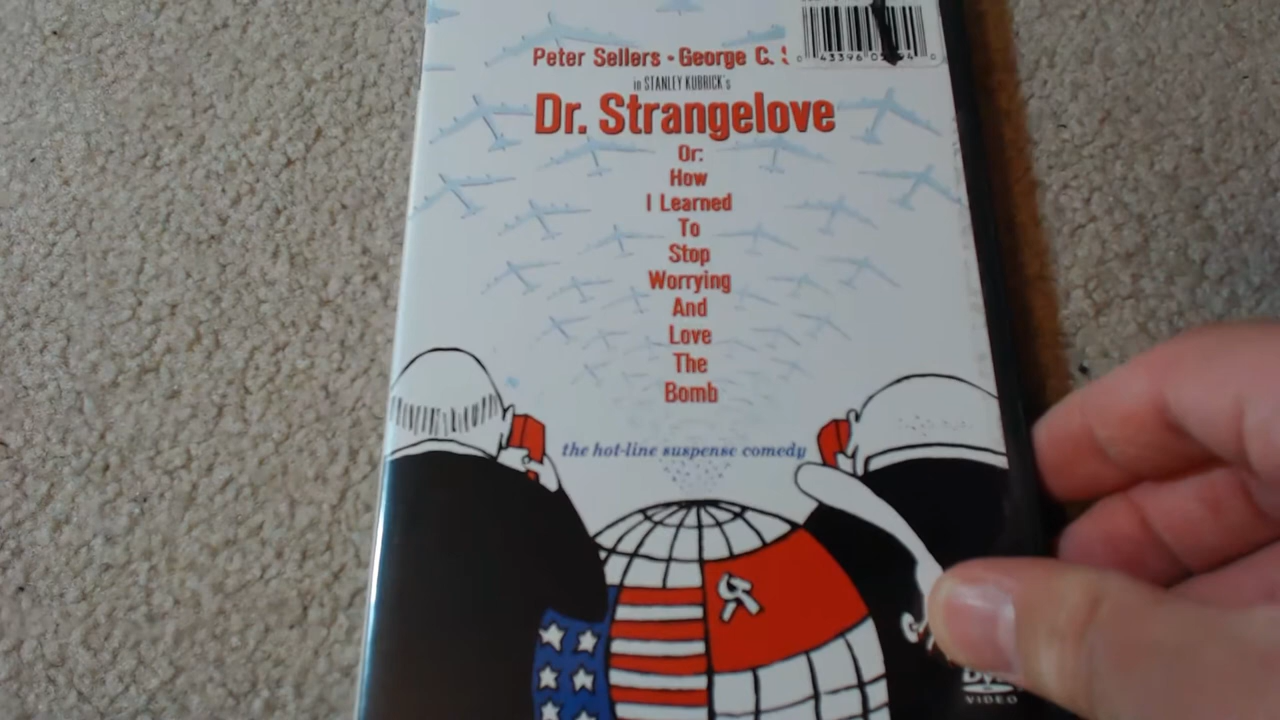 Peter Sellers - George C.
in STANLEY KUBRICK's
Dr. Strangelove
Or:
How
I Learned
To
Stop
Worrying
And
Love
The
Bomb
the hot-line suspense comedy
VIDEO